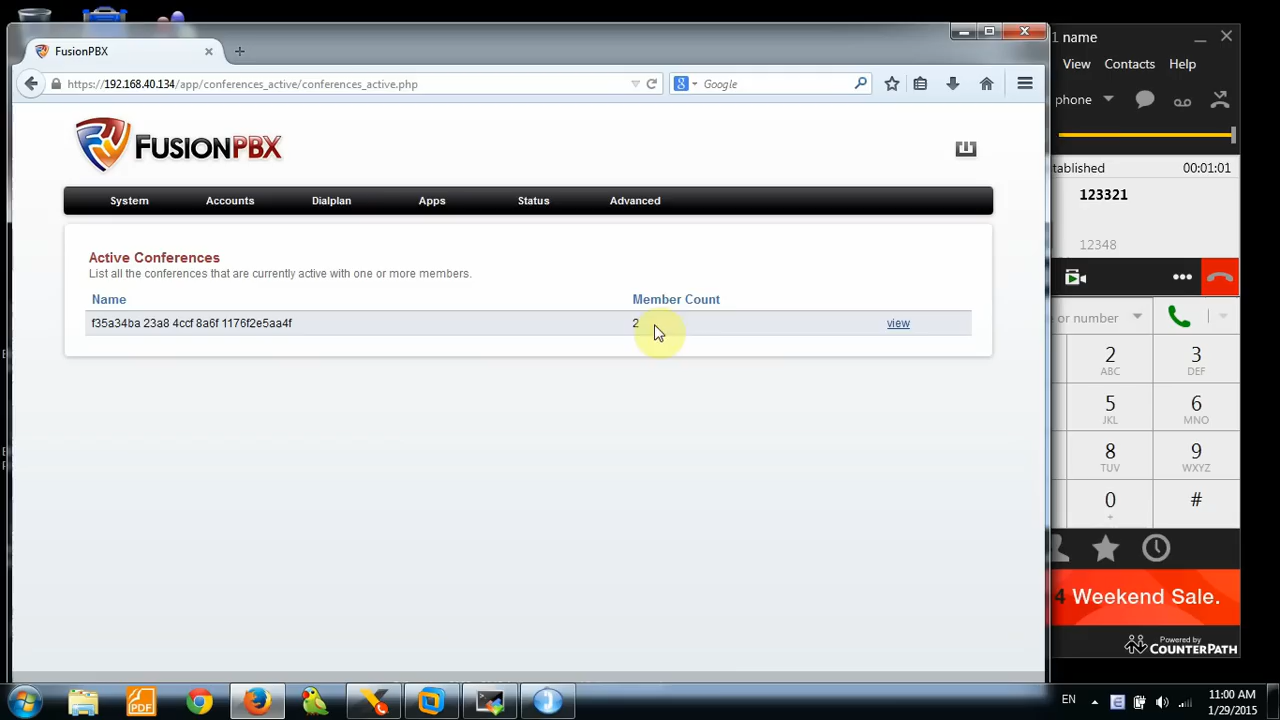 FusionPBX
https://192.168.40.134/app/conferences_active/conferences_active.php
Google
FUSIONPBX
System Accounts Dialplan Apps Status Advanced
Active Conferences
List all the conferences that are currently active with one or more members.
Name Member Count
f35a34ba 23a8 4ccf 8a6f 1176f2e5aa4f 2 view
1 name
View Contacts Help
phone
tablished 00:01:01
123321
12348
e or number
2 3
ABC DEF
5 6
JKL MNO
8 9
TUV WXYZ
0 #
+
4 Weekend Sale.
Powered by
COUNTERPATH
PDF
EN
11:00 AM
1/29/2015